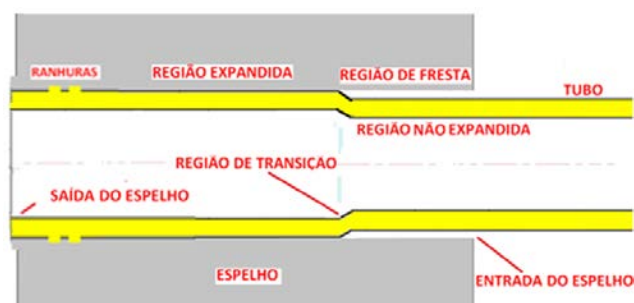 RANHURAS
REGIÃO EXPANDIDA
REGIÃO DE FRESTA
TUBO
REGIÃO NÃO EXPANDIDA
REGIÃO DE TRANSIÇAO
SAÍDA DO ESPELHO
ESPELHO
ENTRADA DO ESPELHO